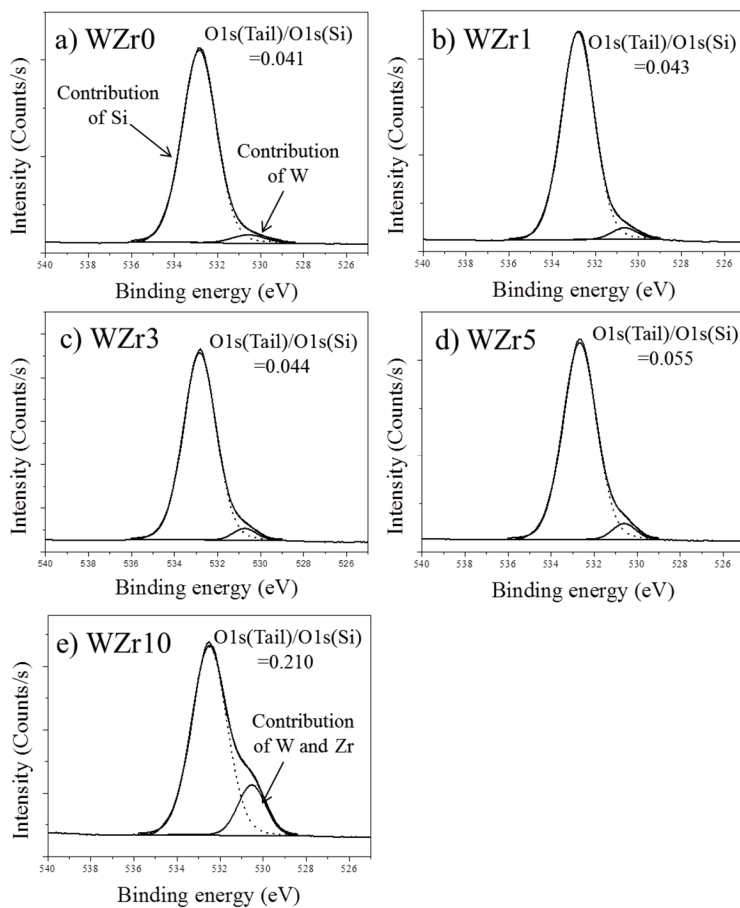 a) WZr0
O1s(Tail)/O1s(Si)
=0.041
Contribution
of Si
Contribution
of W
Intensity (Counts/s)
540 538 536 534 532 530 528 526
Binding energy (eV)
b) WZr1
O1s(Tail)/O1s(Si)
=0.043
Intensity (Counts/s)
540 538 536 534 532 530 528 526
Binding energy (eV)
c) WZr3
O1s(Tail)/O1s(Si)
=0.044
Intensity (Counts/s)
540 538 536 534 532 530 528 526
Binding energy (eV)
d) WZr5
O1s(Tail)/O1s(Si)
=0.055
Intensity (Counts/s)
540 538 536 534 532 530 528 526
Binding energy (eV)
e) WZr10
O1s(Tail)/O1s(Si)
=0.210
Contribution
of W and Zr
Intensity (Counts/s)
540 538 536 534 532 530 528 526
Binding energy (eV)